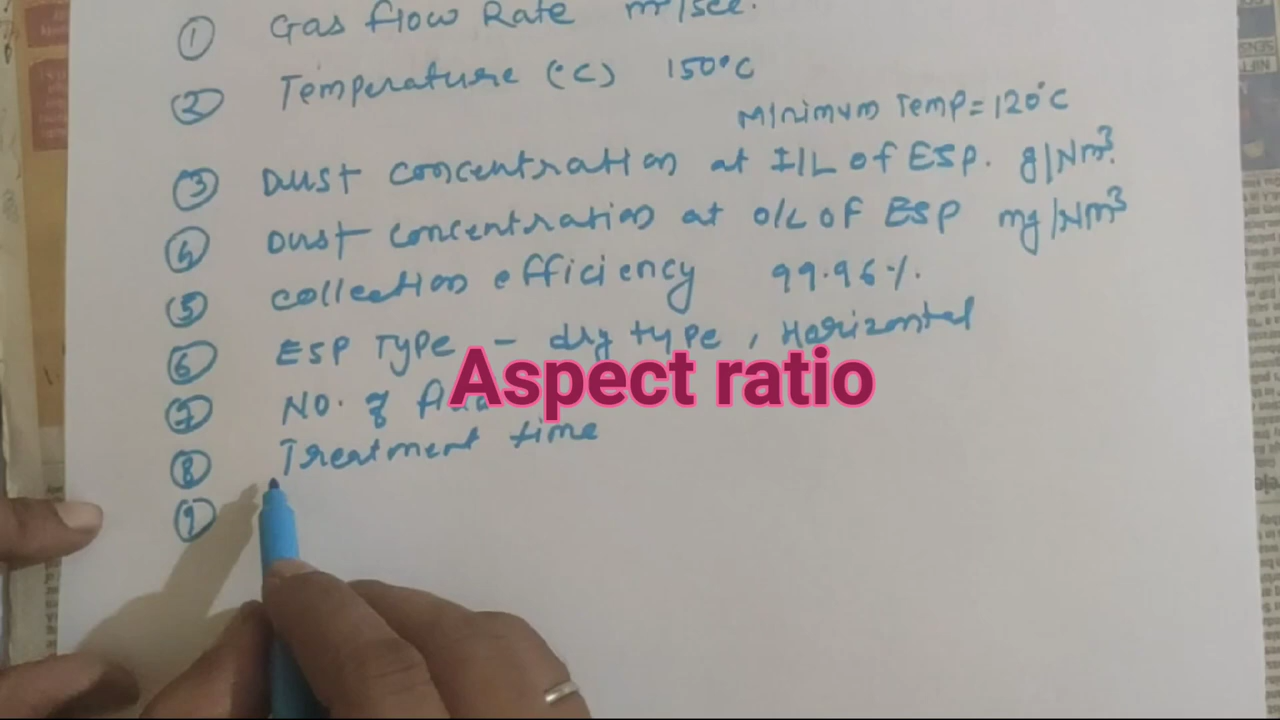 ① Gas flow Rate m³/sec.
② Temperature (°C) 150°C
Minimum Temp = 120°C
③ Dust concentration at I/L of ESP. g/Nm³.
④ Dust concentration at O/L of ESP mg/Nm³
⑤ collection efficiency 99.96%.
⑥ ESP Type - dry type, Horizontal
Aspect ratio
⑦ No. of
⑧ Treatment time
⑨